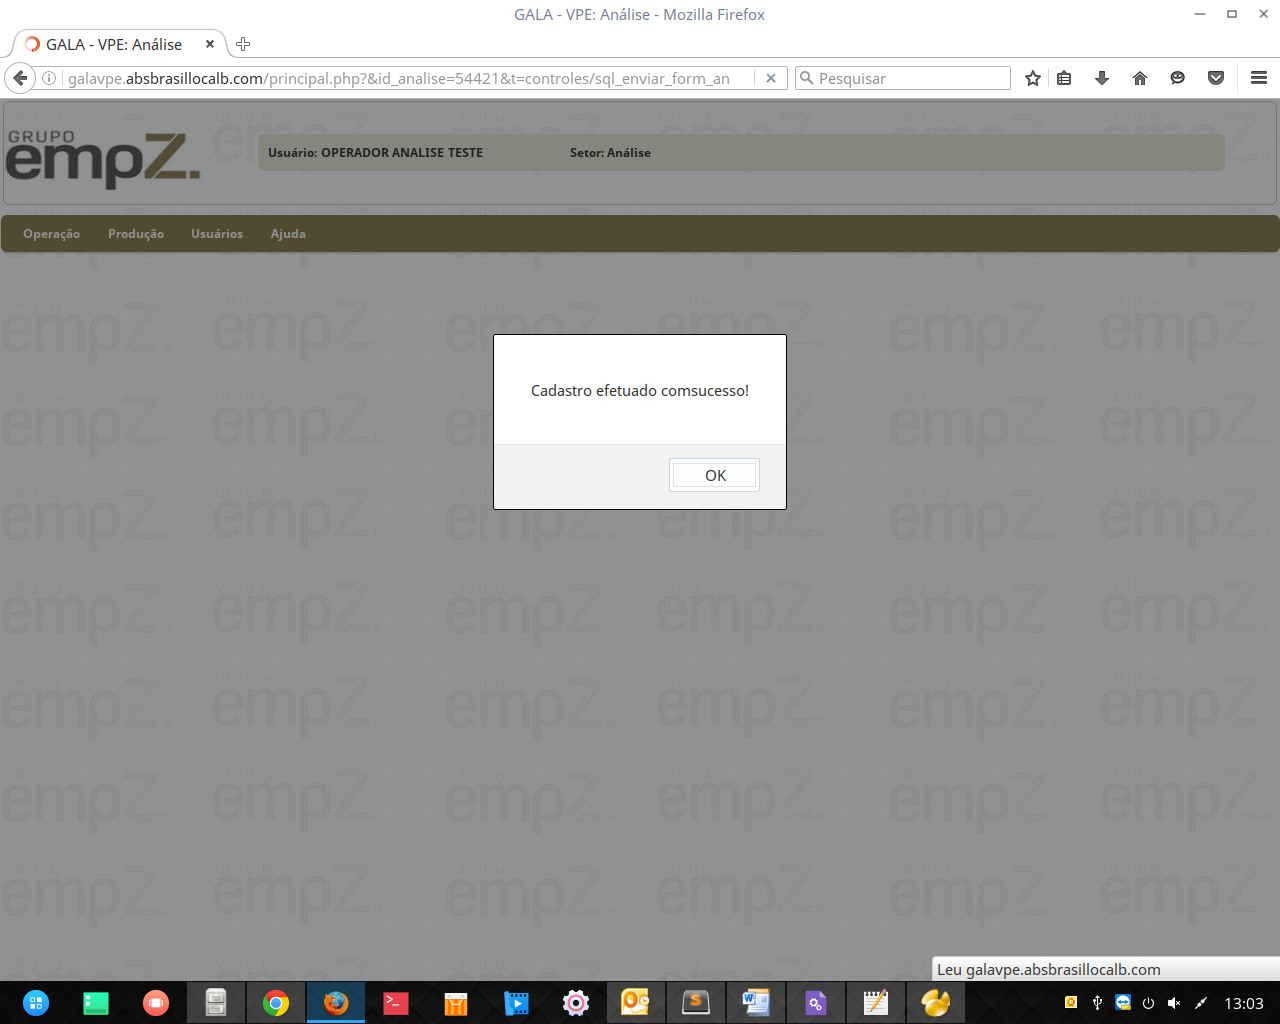 GALA - VPE: Análise - Mozilla Firefox
GALA - VPE: Análise
galavpe.absbrasillocalb.com/principal.php?&id_analise=54421&t=controles/sql_enviar_form_an
Pesquisar
GRUPO
empZ.
Usuário: OPERADOR ANALISE TESTE
Setor: Análise
Operação
Produção
Usuários
Ajuda
Cadastro efetuado comsucesso!
OK
Leu galavpe.absbrasillocalb.com
13:03